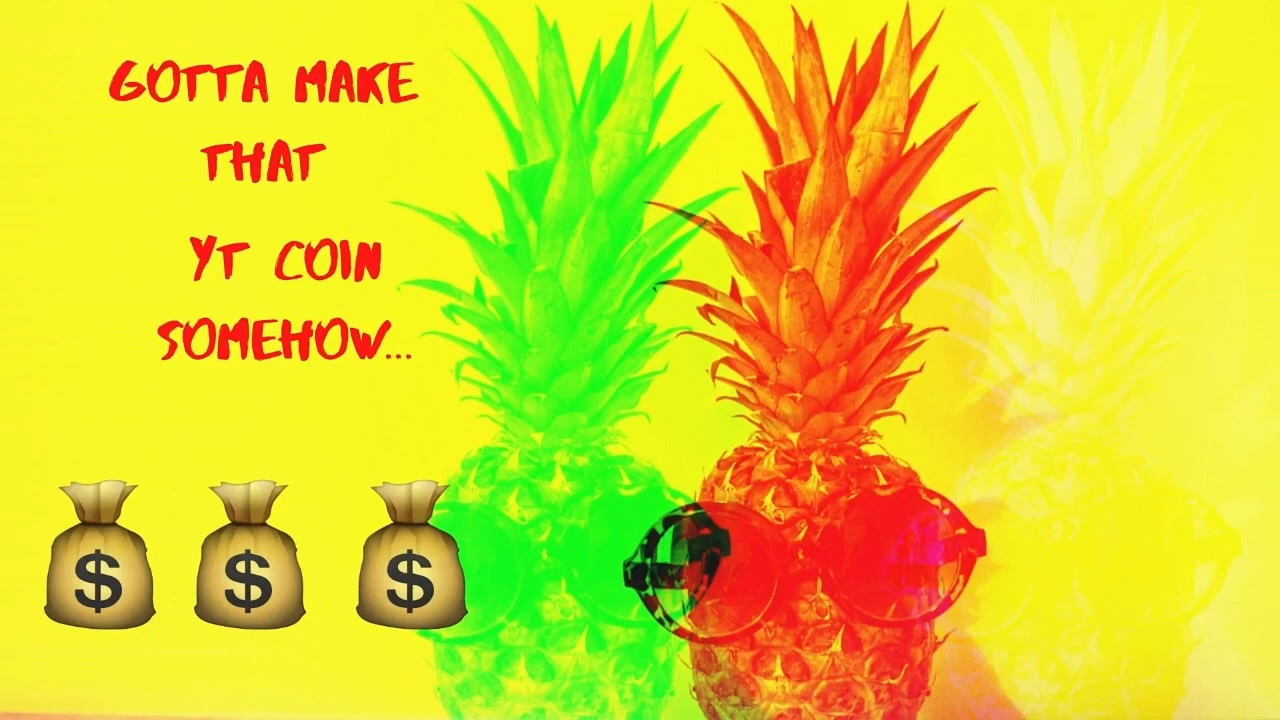 GOTTA MAKE
THAT
YT COIN
SOMEHOW...
$ $ $